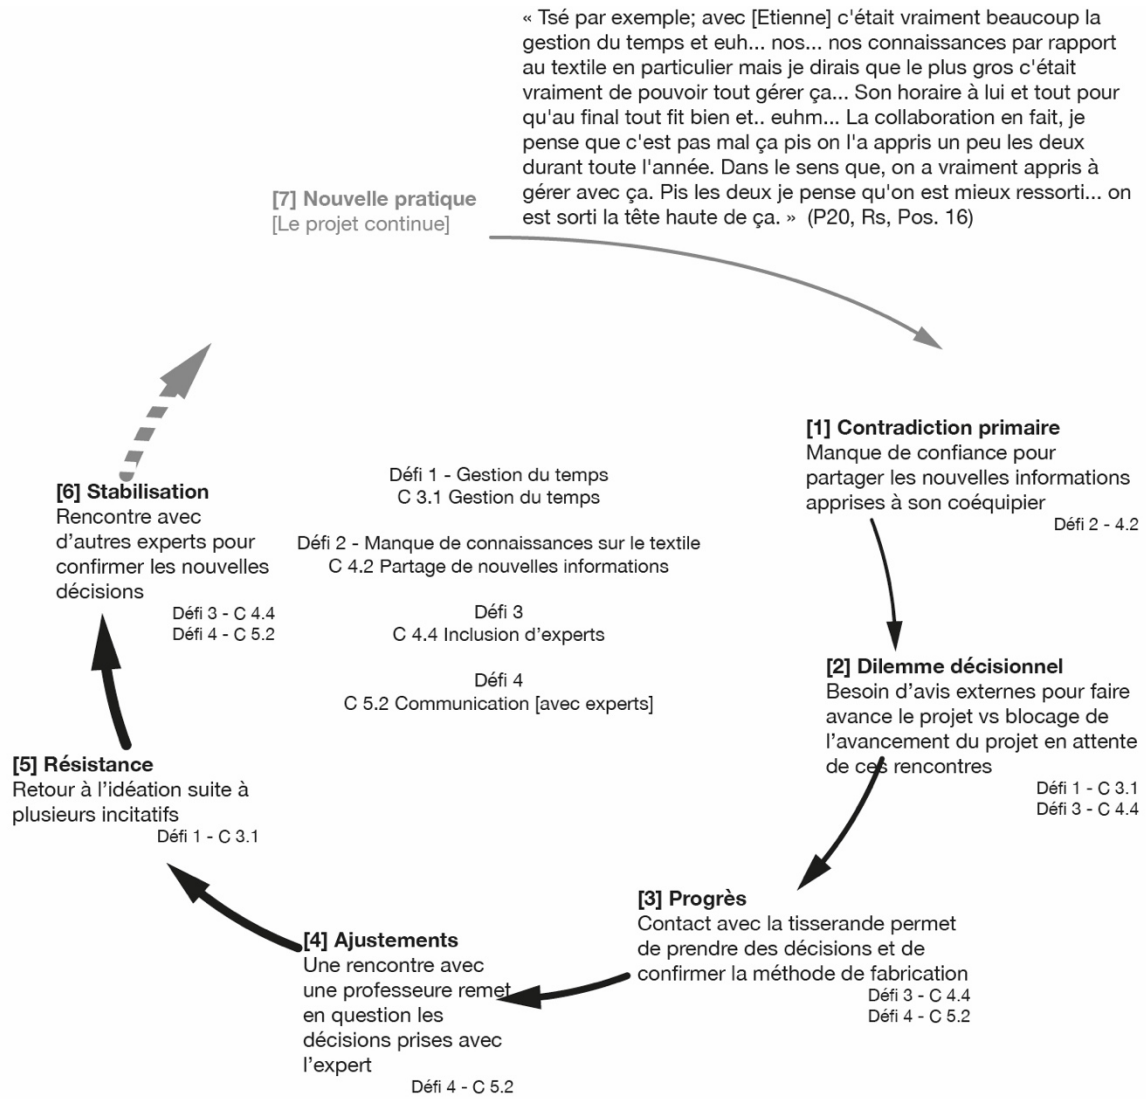 « Tsé par exemple; avec [Etienne] c'était vraiment beaucoup la
gestion du temps et euh... nos... nos connaissances par rapport
au textile en particulier mais je dirais que le plus gros c'était
vraiment de pouvoir tout gérer ça... Son horaire à lui et tout pour
qu'au final tout fit bien et.. euhm... La collaboration en fait, je
pense que c'est pas mal ça pis on l'a appris un peu les deux
durant toute l'année. Dans le sens que, on a vraiment appris à
gérer avec ça. Pis les deux je pense qu'on est mieux ressorti... on
est sorti la tête haute de ça. » (P20, Rs, Pos. 16)
[7] Nouvelle pratique
[Le projet continue]
[1] Contradiction primaire
Manque de confiance pour
partager les nouvelles informations
apprises à son coéquipier
Défi 2 - 4.2
[2] Dilemme décisionnel
Besoin d'avis externes pour faire
avance le projet vs blocage de
l'avancement du projet en attente
de ces rencontres
Défi 1 - C 3.1
Défi 3 - C 4.4
[3] Progrès
Contact avec la tisserande permet
de prendre des décisions et de
confirmer la méthode de fabrication
Défi 3 - C 4.4
Défi 4 - C 5.2
[4] Ajustements
Une rencontre avec
une professeure remet
en question les
décisions prises avec
l'expert
Défi 4 - C 5.2
[5] Résistance
Retour à l'idéation suite à
plusieurs incitatifs
Défi 1 - C 3.1
[6] Stabilisation
Rencontre avec
d'autres experts pour
confirmer les nouvelles
décisions
Défi 3 - C 4.4
Défi 4 - C 5.2
Défi 1 - Gestion du temps
C 3.1 Gestion du temps
Défi 2 - Manque de connaissances sur le textile
C 4.2 Partage de nouvelles informations
Défi 3
C 4.4 Inclusion d'experts
Défi 4
C 5.2 Communication [avec experts]